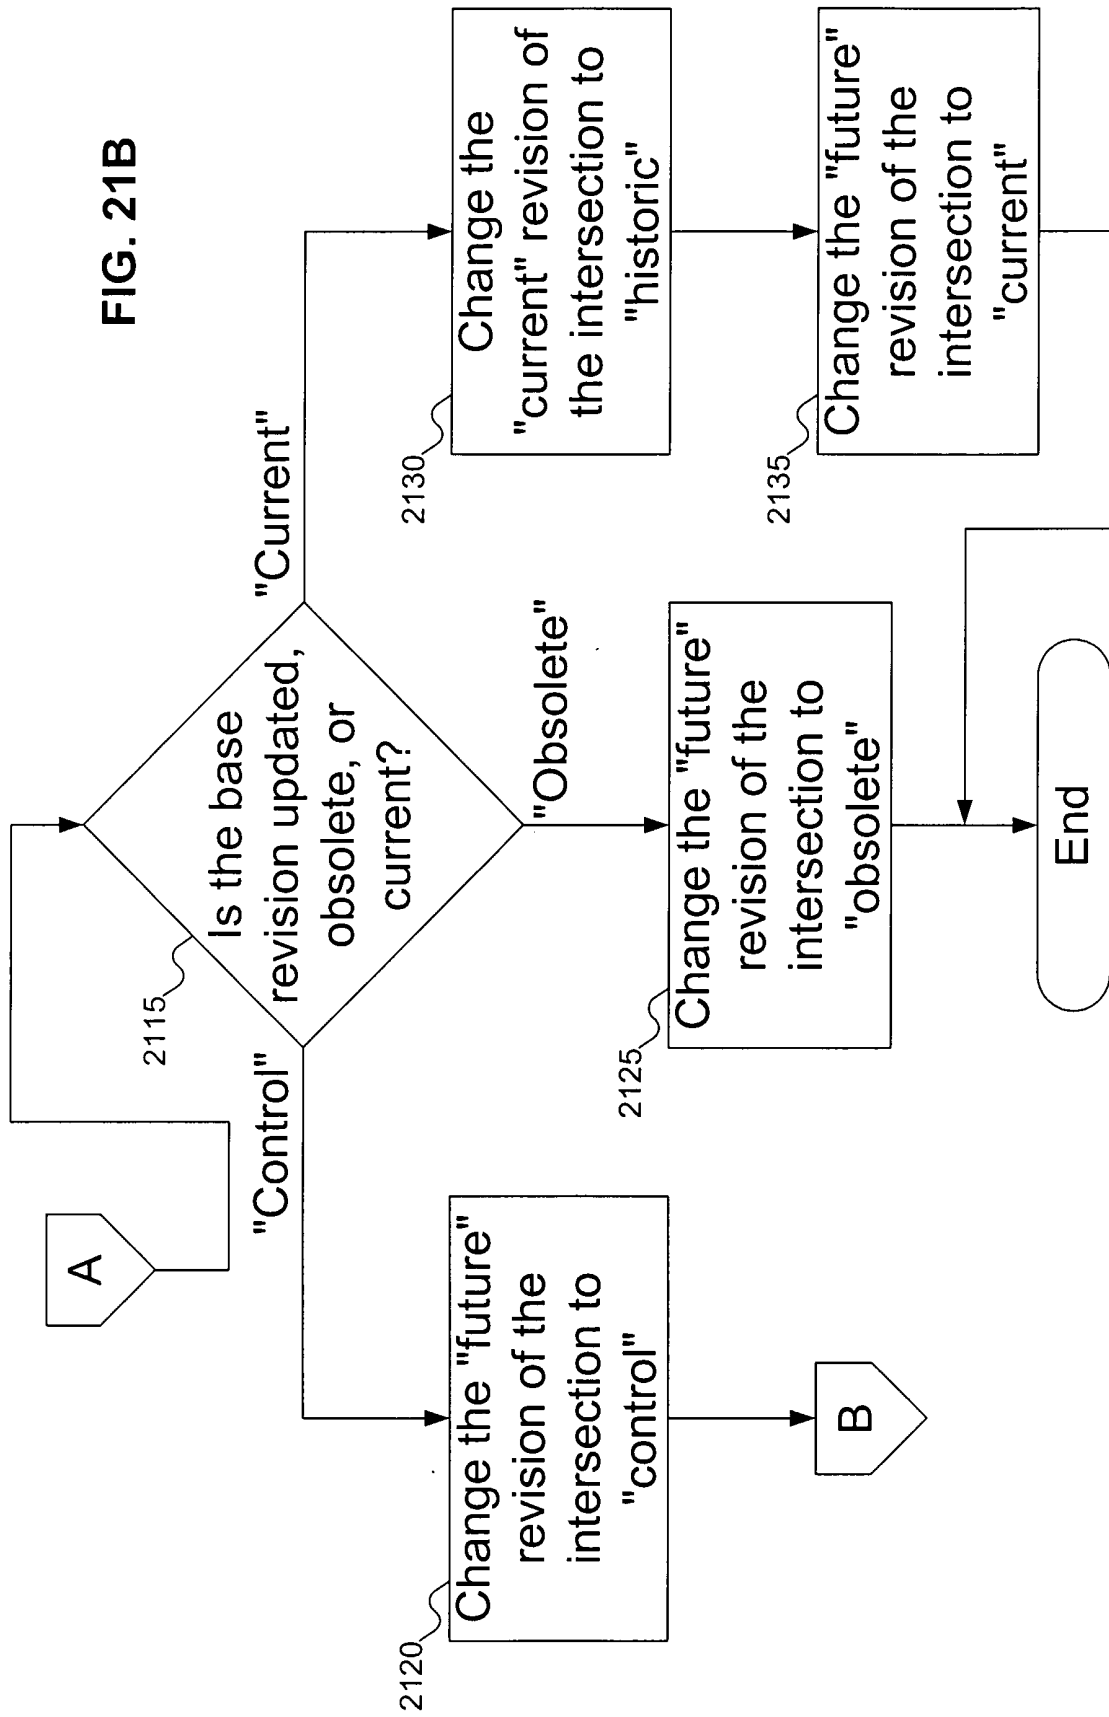 FIG. 21B
A
2115
Is the base
revision updated,
obsolete, or
current?
"Control"
"Obsolete"
"Current"
2120
Change the "future"
revision of the
intersection to
"control"
B
2125
Change the "future"
revision of the
intersection to
"obsolete"
End
2130
Change the
"current" revision of
the intersection to
"historic"
2135
Change the "future"
revision of the
intersection to
"current"